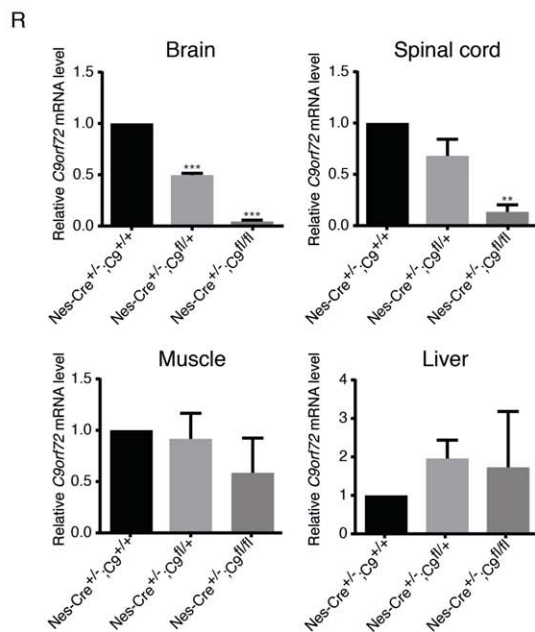 R
Brain
Relative C9orf72 mRNA level
1.5
1.0
0.5
0.0
***
***
Nes-Cre+/-;C9+/+
Nes-Cre+/-;C9fl/+
Nes-Cre+/-;C9fl/fl
Spinal cord
Relative C9orf72 mRNA level
1.5
1.0
0.5
0.0
**
Nes-Cre+/-;C9+/+
Nes-Cre+/-;C9fl/+
Nes-Cre+/-;C9fl/fl
Muscle
Relative C9orf72 mRNA level
1.5
1.0
0.5
0.0
Nes-Cre+/-;C9+/+
Nes-Cre+/-;C9fl/+
Nes-Cre+/-;C9fl/fl
Liver
Relative C9orf72 mRNA level
4
3
2
1
0
Nes-Cre+/-;C9+/+
Nes-Cre+/-;C9fl/+
Nes-Cre+/-;C9fl/fl